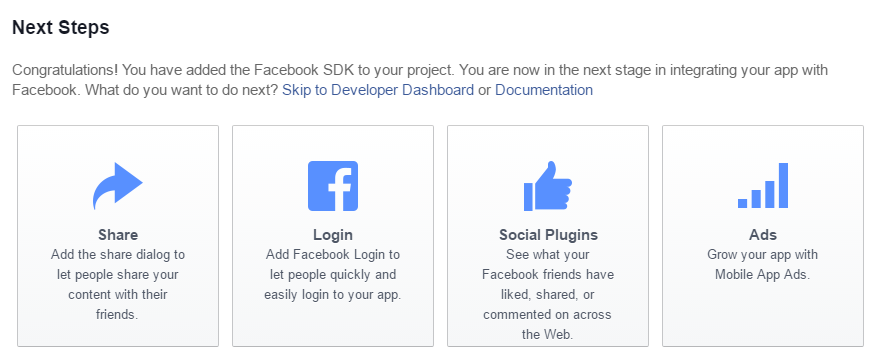 Next Steps
Congratulations! You have added the Facebook SDK to your project. You are now in the next stage in integrating your app with
Facebook. What do you want to do next? Skip to Developer Dashboard or Documentation
Share
Add the share dialog to
let people share your
content with their
friends.
Login
Add Facebook Login to
let people quickly and
easily login to your app.
Social Plugins
See what your
Facebook friends have
liked, shared, or
commented on across
the Web.
Ads
Grow your app with
Mobile App Ads.